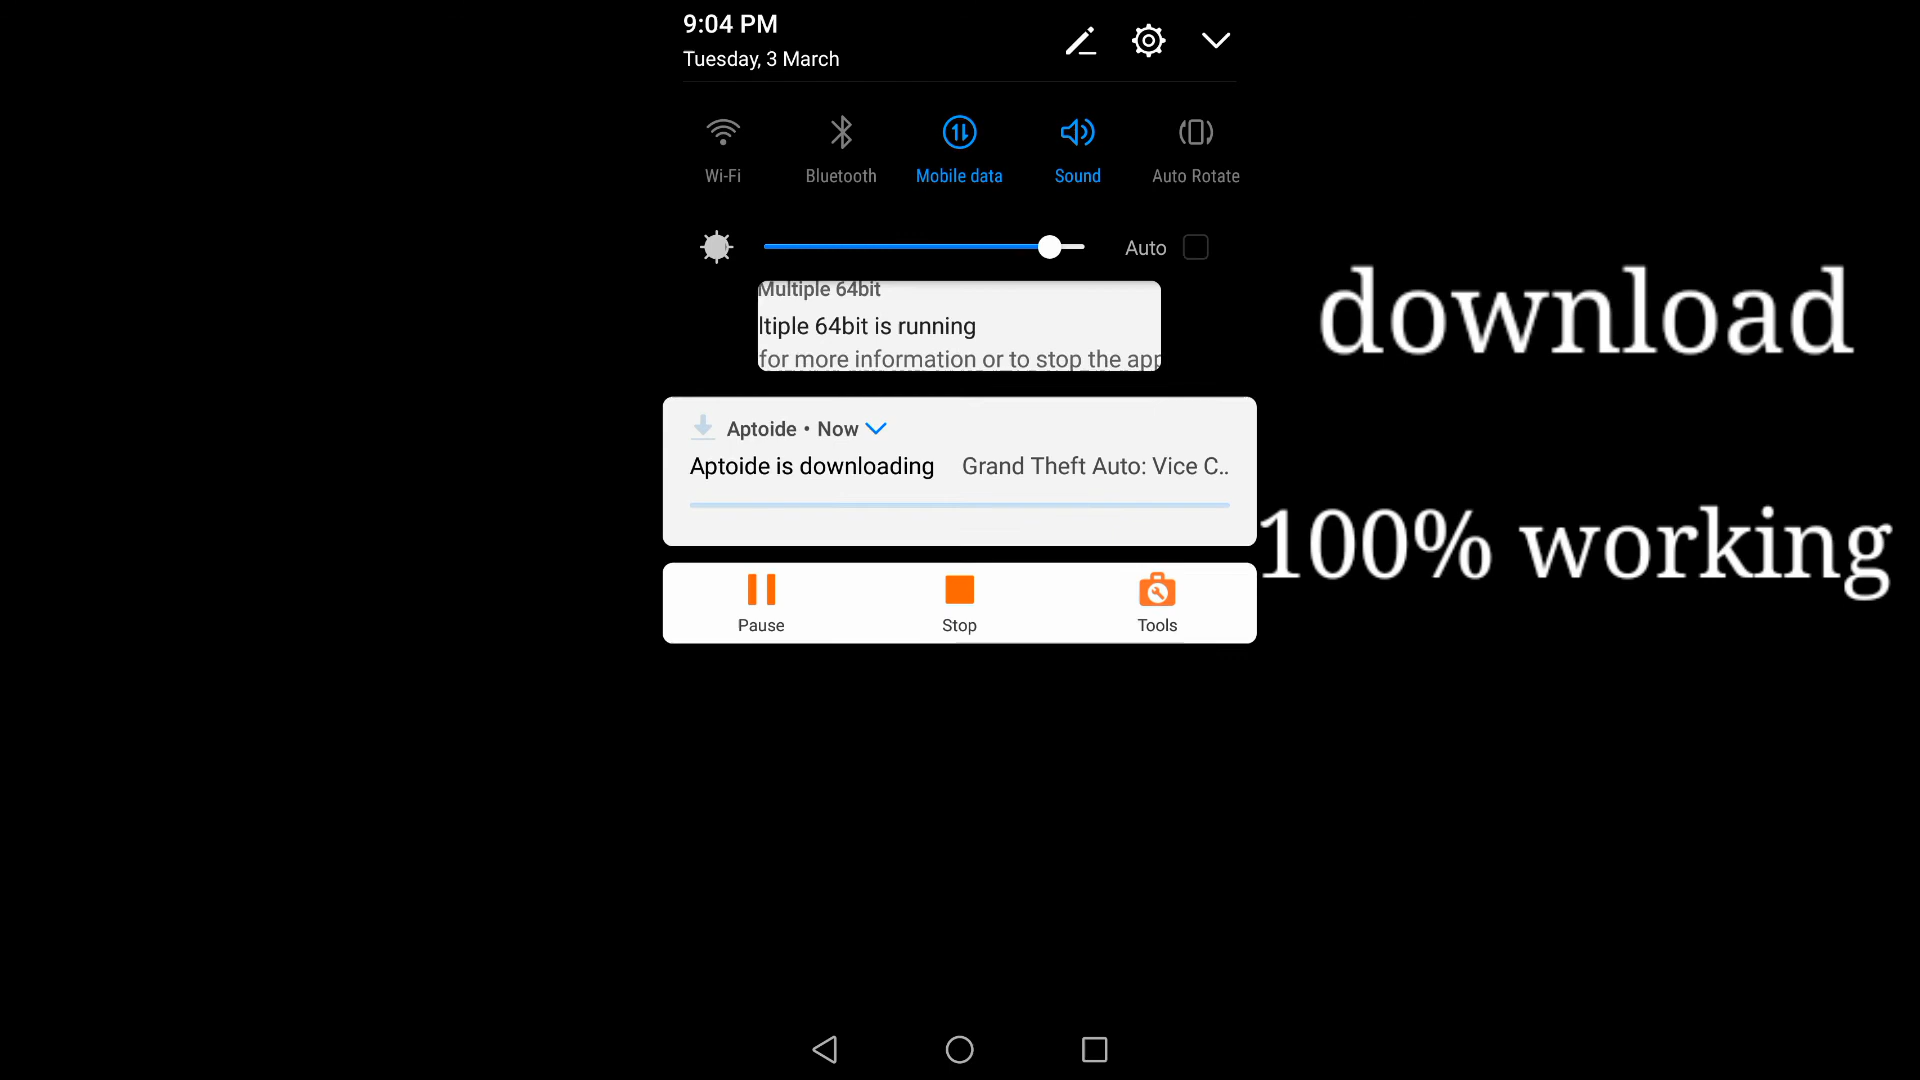 9:04 PM
Tuesday, 3 March
Wi-Fi Bluetooth Mobile data Sound Auto Rotate
Auto
Multiple 64bit
ltiple 64bit is running
for more information or to stop the app
Aptoide • Now
Aptoide is downloading Grand Theft Auto: Vice C..
Pause Stop Tools
download
100% working